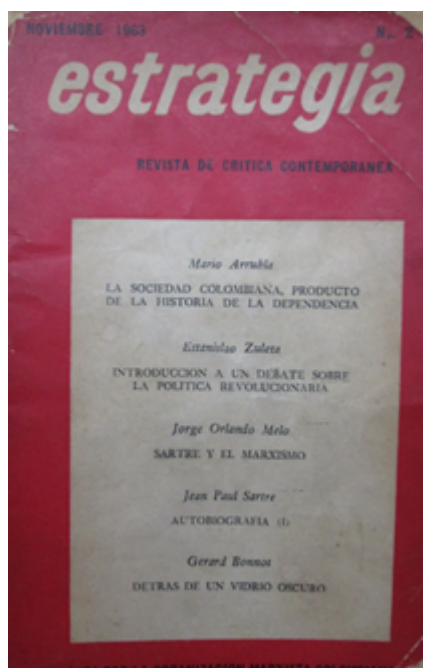 NOVIEMBRE 1963 No. 2
estrategia
REVISTA DE CRITICA CONTEMPORANEA
Mario Arrubla
LA SOCIEDAD COLOMBIANA, PRODUCTO
DE LA HISTORIA DE LA DEPENDENCIA
Estanislao Zuleta
INTRODUCCION A UN DEBATE SOBRE
LA POLITICA REVOLUCIONARIA
Jorge Orlando Melo
SARTRE Y EL MARXISMO
Jean Paul Sartre
AUTOBIOGRAFIA (I)
Gerard Bonnot
DETRAS DE UN VIDRIO OSCURO